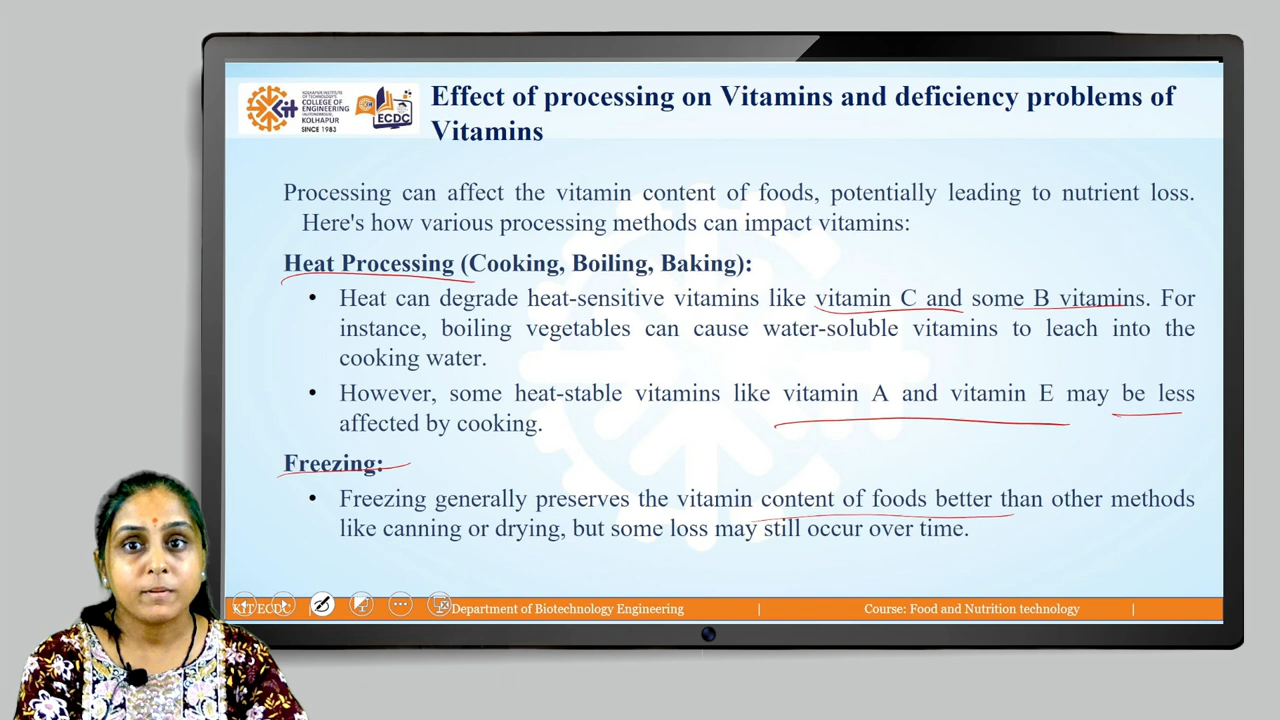 KOLHAPUR INSTITUTE
OF TECHNOLOGY'S
COLLEGE OF
ENGINEERING
(AUTONOMOUS),
KOLHAPUR
SINCE 1983
ECDC
Effect of processing on Vitamins and deficiency problems of
Vitamins
Processing can affect the vitamin content of foods, potentially leading to nutrient loss.
Here's how various processing methods can impact vitamins:
Heat Processing (Cooking, Boiling, Baking):
• Heat can degrade heat-sensitive vitamins like vitamin C and some B vitamins. For
instance, boiling vegetables can cause water-soluble vitamins to leach into the
cooking water.
• However, some heat-stable vitamins like vitamin A and vitamin E may be less
affected by cooking.
Freezing:
• Freezing generally preserves the vitamin content of foods better than other methods
like canning or drying, but some loss may still occur over time.
KIT ECDC | Department of Biotechnology Engineering | Course: Food and Nutrition technology |